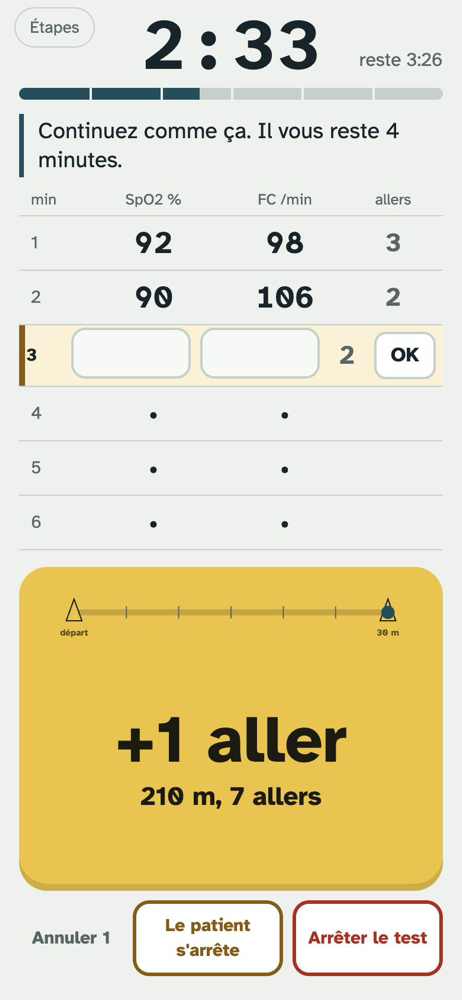 Étapes
2:33
reste 3:26
Continuez comme ça. Il vous reste 4
minutes.
min SpO2 % FC /min allers
1 92 98 3
2 90 106 2
3 2 OK
4 • •
5 • •
6 • •
départ 30 m
+1 aller
210 m, 7 allers
Annuler 1
Le patient
s'arrête
Arrêter le test